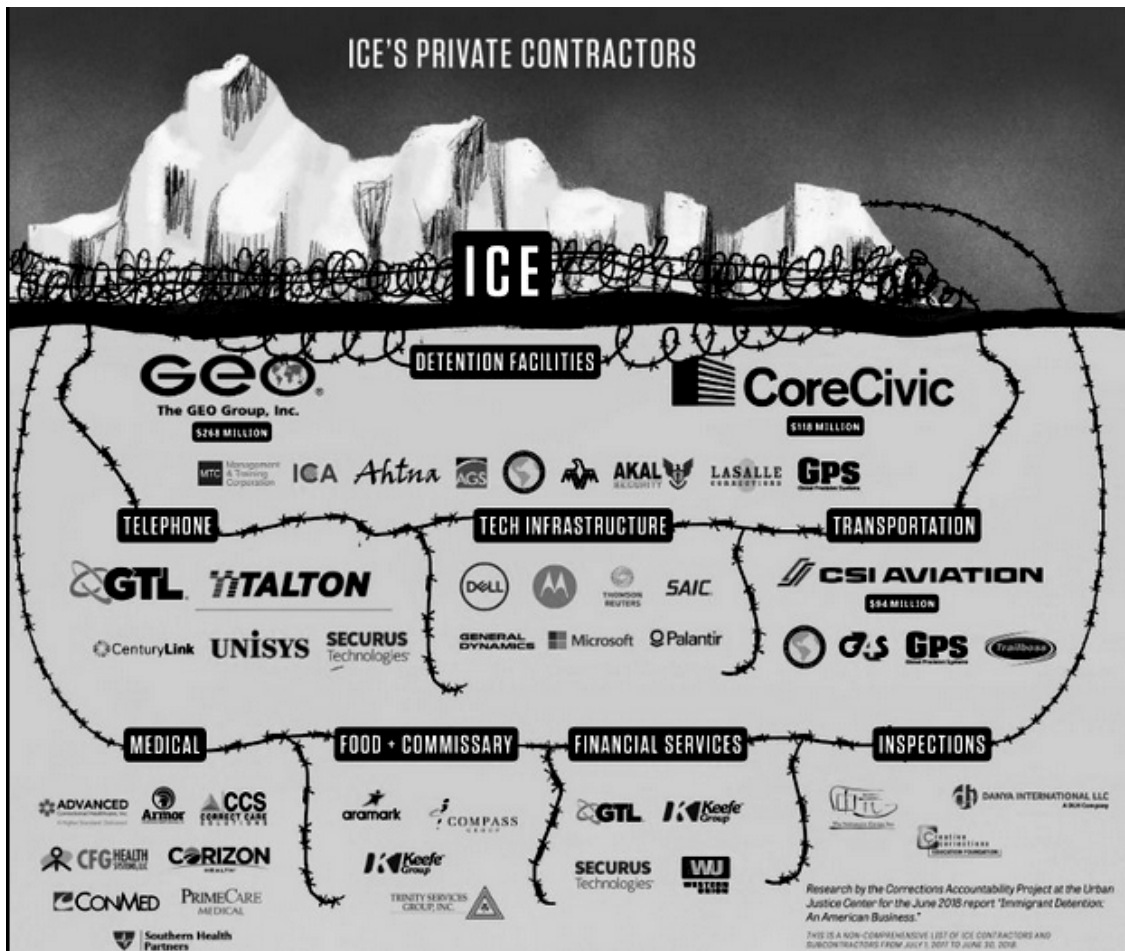 ICE'S PRIVATE CONTRACTORS
ICE
DETENTION FACILITIES
GEO®
The GEO Group, Inc.
$268 MILLION
CoreCivic
$118 MILLION
MTC Management
& Training
Corporation
ICA
Ahtna
AGS
AKAL
SECURITY
LASALLE
CORRECTIONS
GPS
Global Precision Systems
TELEPHONE
TECH INFRASTRUCTURE
TRANSPORTATION
GTL
TALTON
CenturyLink
UNISYS
SECURUS
Technologies
DELL
THOMSON
REUTERS
SAIC
GENERAL
DYNAMICS
Microsoft
Palantir
CSI AVIATION
$94 MILLION
G4S
GPS
Global Precision Systems
Trailboss
MEDICAL
FOOD + COMMISSARY
FINANCIAL SERVICES
INSPECTIONS
ADVANCED
Correctional Healthcare, Inc.
Armor
CCS
CORRECT CARE
SOLUTIONS
CFG HEALTH
SYSTEMS, LLC
CORIZON
HEALTH
CONMED
PRIMECARE
MEDICAL
Southern Health
Partners
aramark
COMPASS
GROUP
Keefe
Group
TRINITY SERVICES
GROUP, INC.
GTL
Keefe
Group
SECURUS
Technologies
WU
WESTERN
UNION
DANYA INTERNATIONAL LLC
A DLH Company
Creative
corrections
EDUCATION FOUNDATION
Research by the Corrections Accountability Project at the Urban
Justice Center for the June 2018 report "Immigrant Detention:
An American Business."
THIS IS A NON-COMPREHENSIVE LIST OF ICE CONTRACTORS AND
SUBCONTRACTORS FROM JULY 1, 2017 TO JUNE 30, 2018.